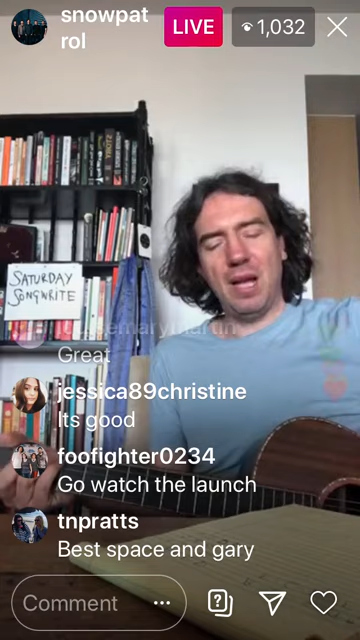 snowpat
rol
LIVE
1,032
SATURDAY
SONGWRITE
Great
jessica89christine
Its good
foofighter0234
Go watch the launch
tnpratts
Best space and gary
Comment